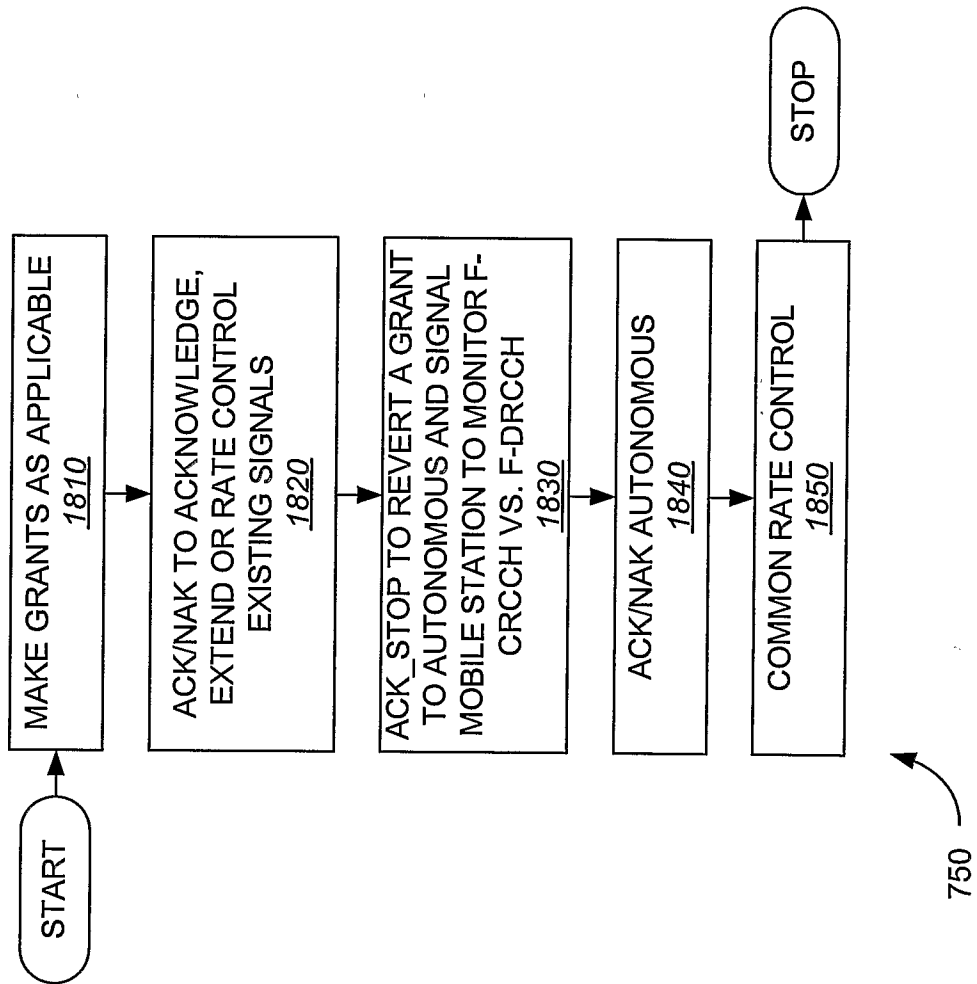 START
MAKE GRANTS AS APPLICABLE
1810
ACK/NAK TO ACKNOWLEDGE,
EXTEND OR RATE CONTROL
EXISTING SIGNALS
1820
ACK_STOP TO REVERT A GRANT
TO AUTONOMOUS AND SIGNAL
MOBILE STATION TO MONITOR F-
CRCCH VS. F-DRCCH
1830
ACK/NAK AUTONOMOUS
1840
COMMON RATE CONTROL
1850
STOP
750